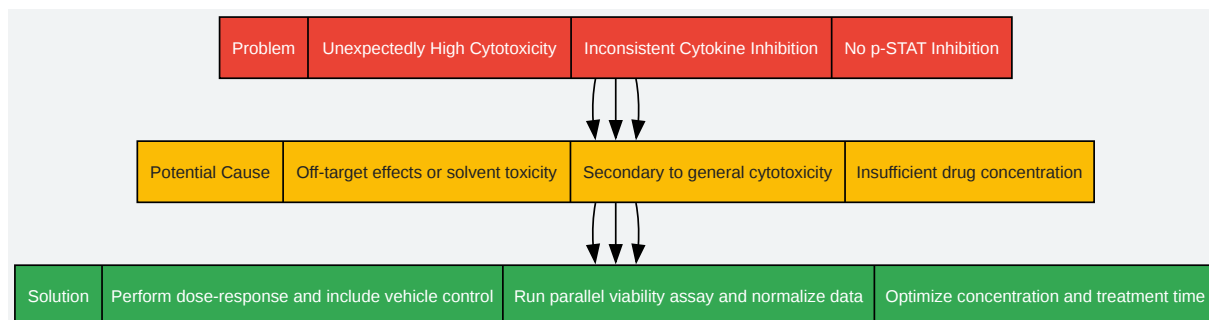 Problem Unexpectedly High Cytotoxicity Inconsistent Cytokine Inhibition No p-STAT Inhibition
Potential Cause Off-target effects or solvent toxicity Secondary to general cytotoxicity Insufficient drug concentration
Solution Perform dose-response and include vehicle control Run parallel viability assay and normalize data Optimize concentration and treatment time